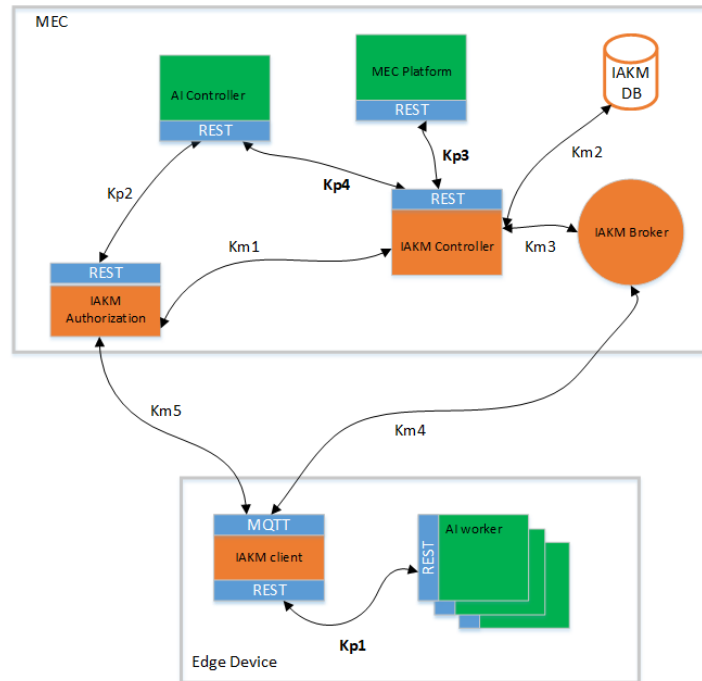 MEC
AI Controller
REST
MEC Platform
REST
IAKM
DB
Kp2
Kp4
Kp3
Km2
REST
IAKM Controller
Km1
Km3
IAKM Broker
REST
IAKM
Authorization
Km5
Km4
MQTT
IAKM client
REST
REST
AI worker
Kp1
Edge Device